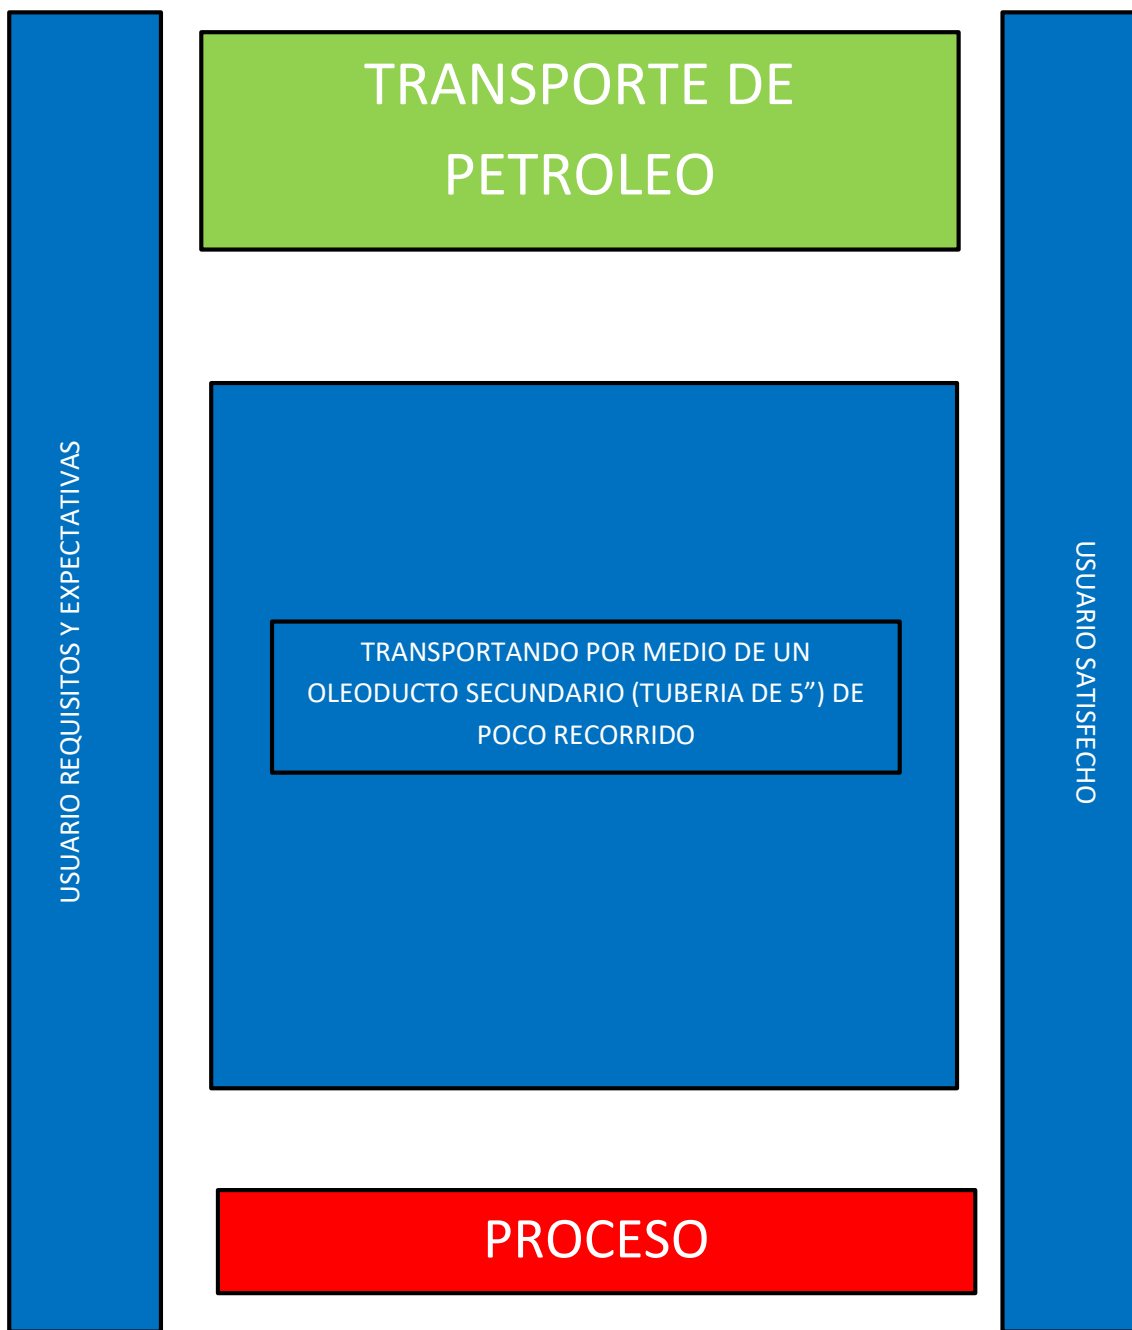 TRANSPORTE DE
PETROLEO
USUARIO REQUISITOS Y EXPECTATIVAS
TRANSPORTANDO POR MEDIO DE UN
OLEODUCTO SECUNDARIO (TUBERIA DE 5”) DE
POCO RECORRIDO
USUARIO SATISFECHO
PROCESO